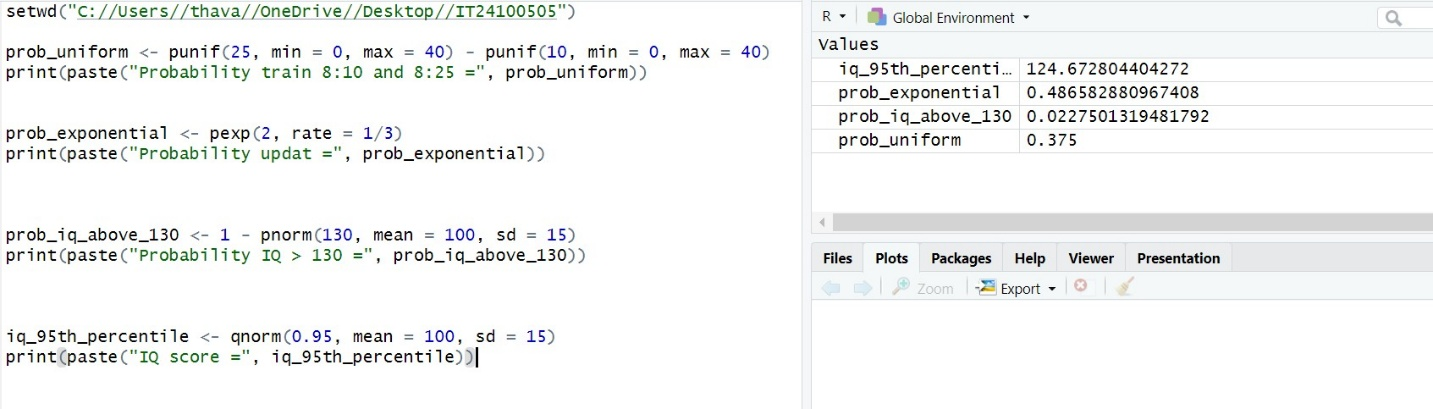 setwd("C://Users//thava//OneDrive//Desktop//IT24100505")
prob_uniform <- punif(25, min = 0, max = 40) - punif(10, min = 0, max = 40)
print(paste("Probability train 8:10 and 8:25 =", prob_uniform))
prob_exponential <- pexp(2, rate = 1/3)
print(paste("Probability updat =", prob_exponential))
prob_iq_above_130 <- 1 - pnorm(130, mean = 100, sd = 15)
print(paste("Probability IQ > 130 =", prob_iq_above_130))
iq_95th_percentile <- qnorm(0.95, mean = 100, sd = 15)
print(paste("IQ score =", iq_95th_percentile))
R Global Environment
Values
iq_95th_percenti… 124.672804404272
prob_exponential 0.486582880967408
prob_iq_above_130 0.0227501319481792
prob_uniform 0.375
Files Plots Packages Help Viewer Presentation
Zoom Export